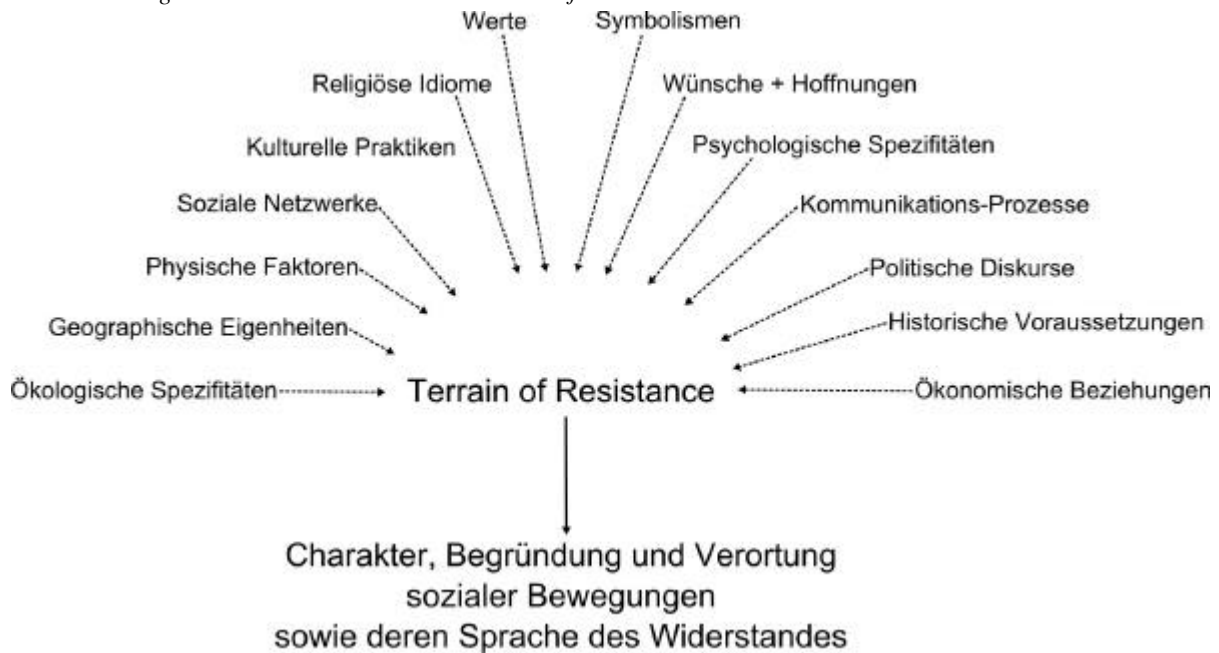 Werte Symbolismen
Religiöse Idiome Wünsche + Hoffnungen
Kulturelle Praktiken Psychologische Spezifitäten
Soziale Netzwerke Kommunikations-Prozesse
Physische Faktoren Politische Diskurse
Geographische Eigenheiten Historische Voraussetzungen
Ökologische Spezifitäten Terrain of Resistance Ökonomische Beziehungen
Charakter, Begründung und Verortung
sozialer Bewegungen
sowie deren Sprache des Widerstandes